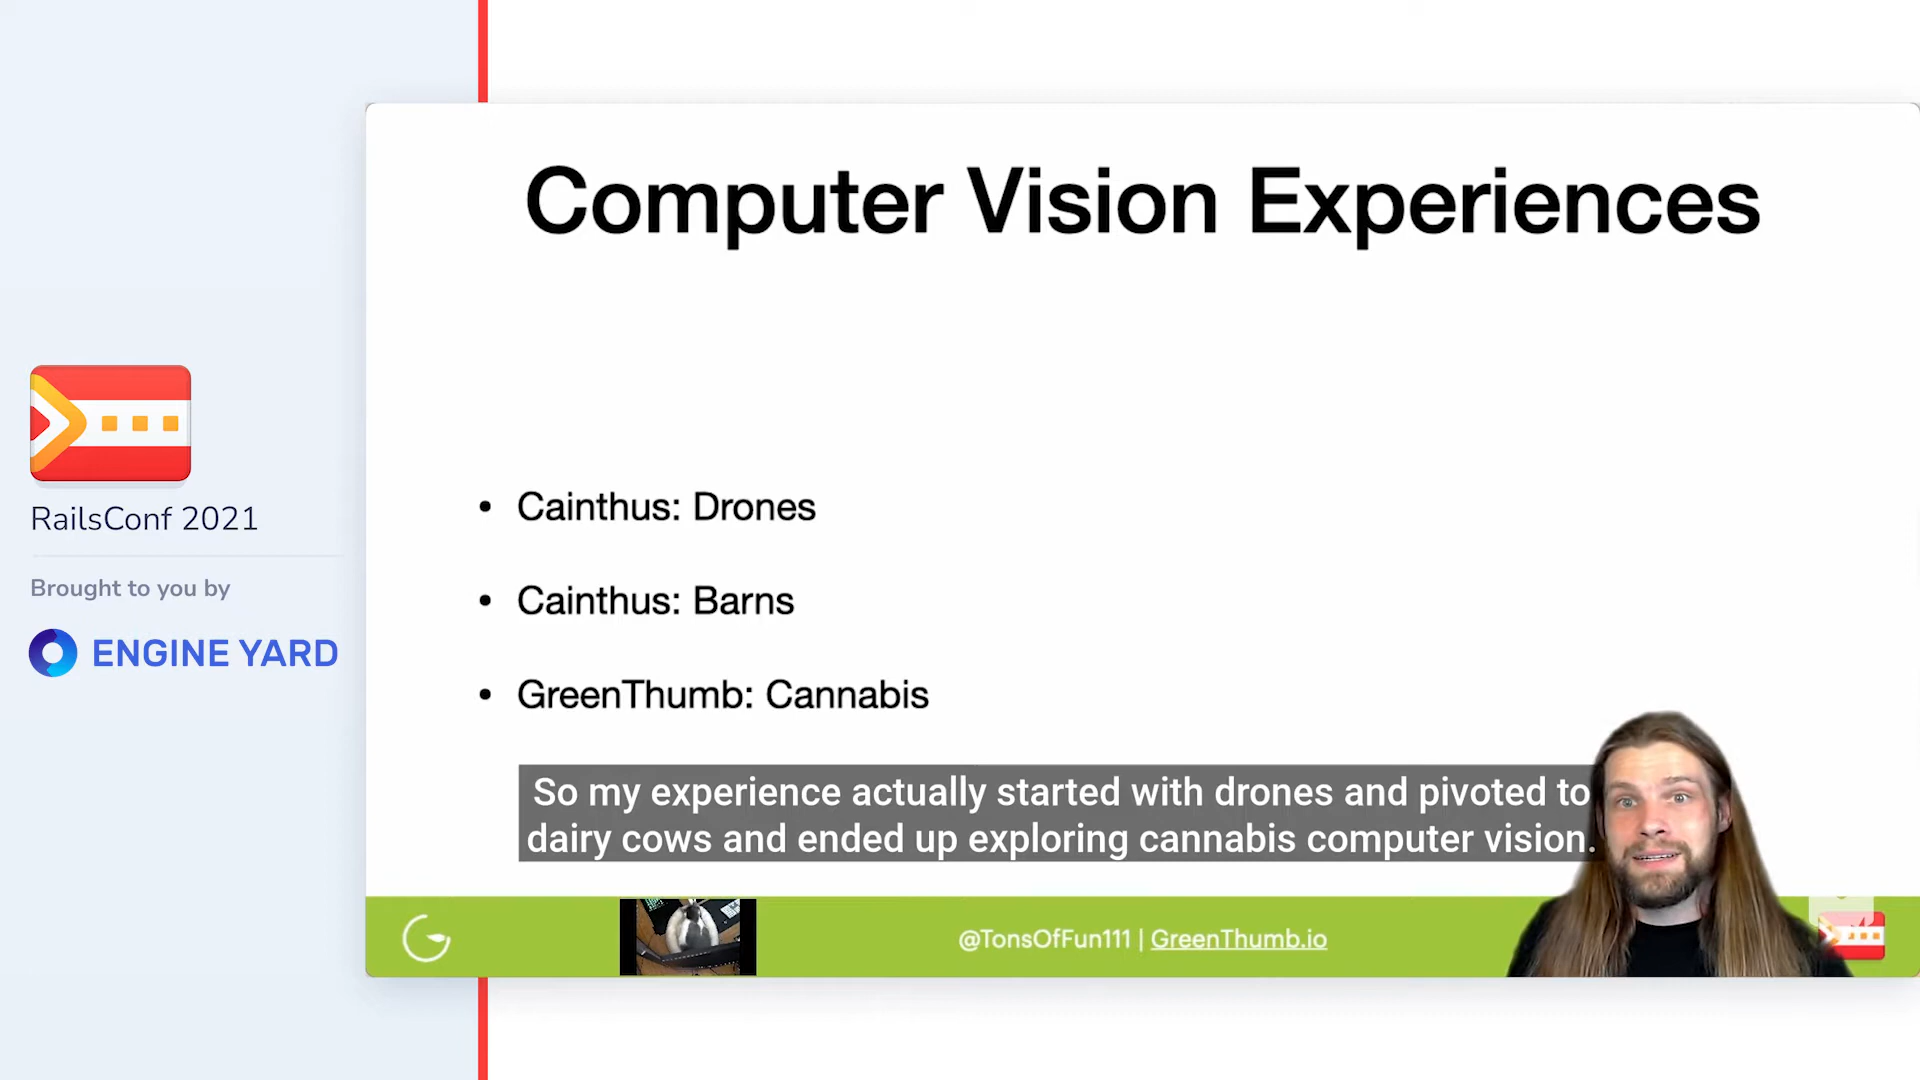 Computer Vision Experiences
• Cainthus: Drones
• Cainthus: Barns
• GreenThumb: Cannabis
So my experience actually started with drones and pivoted to
dairy cows and ended up exploring cannabis computer vision.
@TonsOfFun111 | GreenThumb.io
RailsConf 2021
Brought to you by
ENGINE YARD